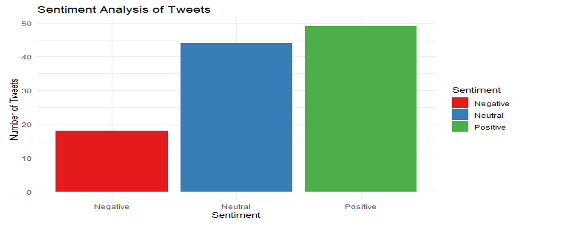 Sentiment Analysis of Tweets
Number of Tweets
50
40
30
20
10
0
Negative Neutral Positive
Sentiment
Sentiment
Negative
Neutral
Positive